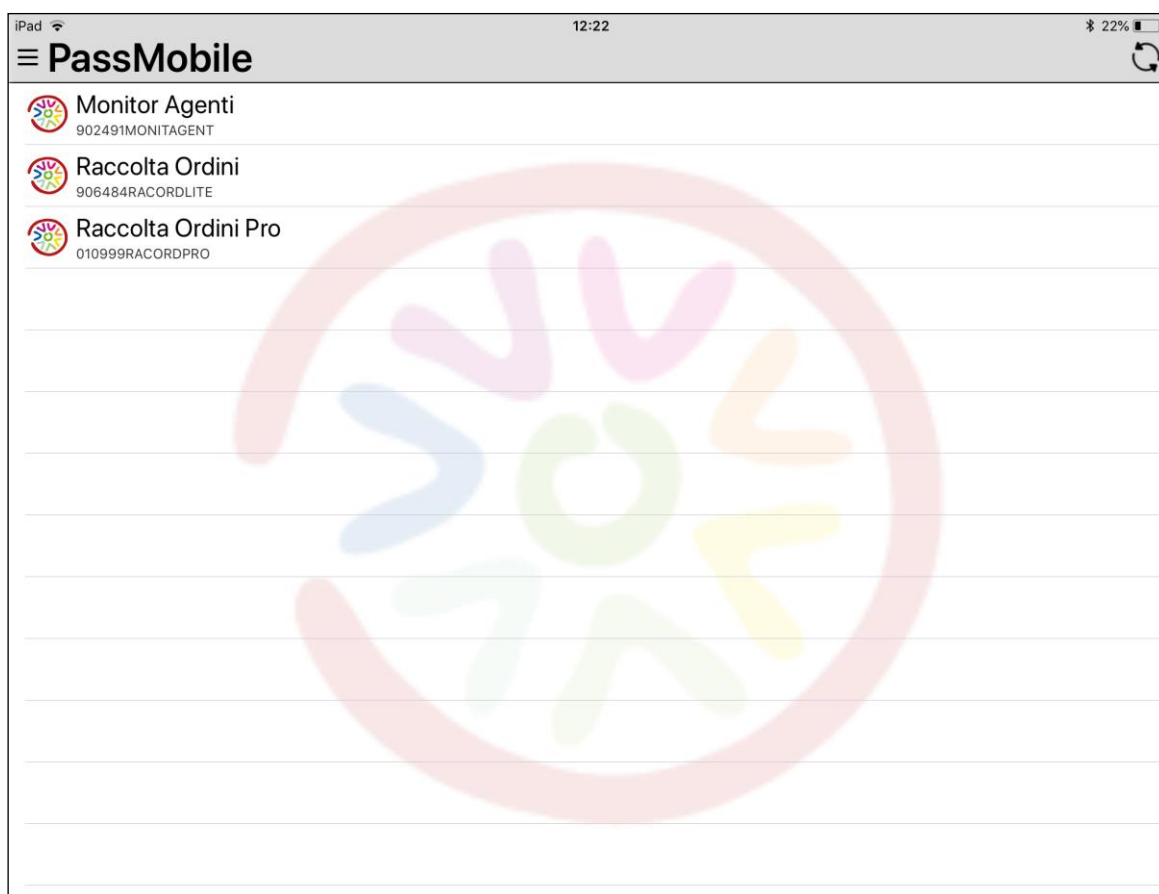 iPad 12:22 22%
PassMobile
Monitor Agenti
902491MONITAGENT
Raccolta Ordini
906484RACORDLITE
Raccolta Ordini Pro
010999RACORDPRO